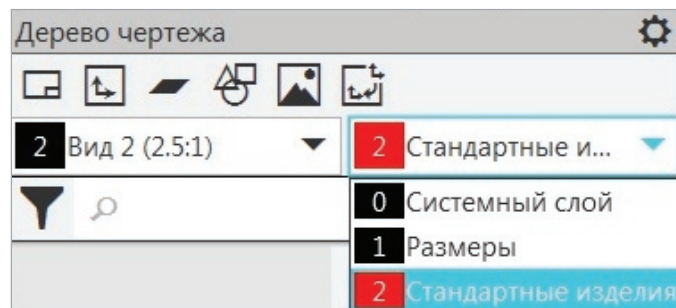 Дерево чертежа
2 Вид 2 (2.5:1) 2 Стандартные и...
0 Системный слой
1 Размеры
2 Стандартные изделия